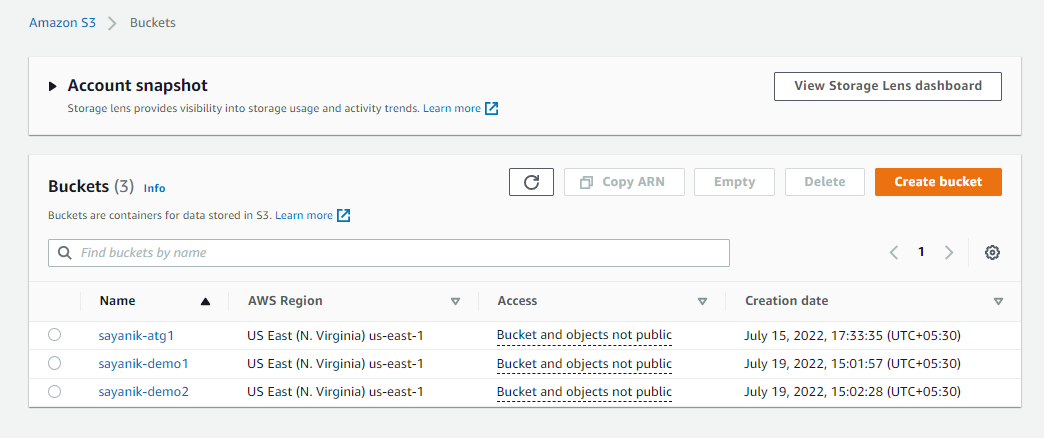 Amazon S3 > Buckets
Account snapshot
View Storage Lens dashboard
Storage lens provides visibility into storage usage and activity trends. Learn more
Buckets (3) Info
Copy ARN Empty Delete Create bucket
Buckets are containers for data stored in S3. Learn more
Find buckets by name
1
Name AWS Region Access Creation date
sayanik-atg1 US East (N. Virginia) us-east-1 Bucket and objects not public July 15, 2022, 17:33:35 (UTC+05:30)
sayanik-demo1 US East (N. Virginia) us-east-1 Bucket and objects not public July 19, 2022, 15:01:57 (UTC+05:30)
sayanik-demo2 US East (N. Virginia) us-east-1 Bucket and objects not public July 19, 2022, 15:02:28 (UTC+05:30)